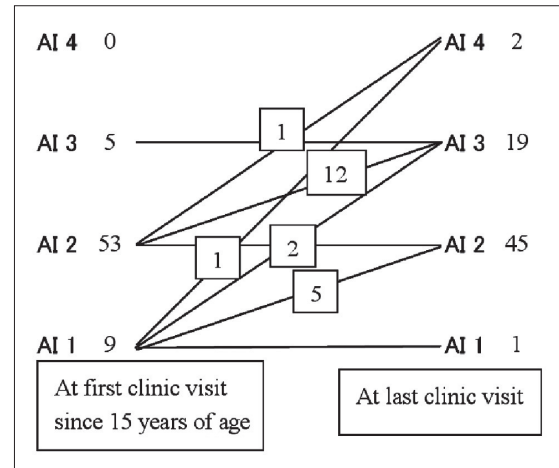 AI 4 0 AI 4 2
AI 3 5 1 AI 3 19
12
AI 2 53 1 2 AI 2 45
5
AI 1 9 AI 1 1
At first clinic visit
since 15 years of age
At last clinic visit